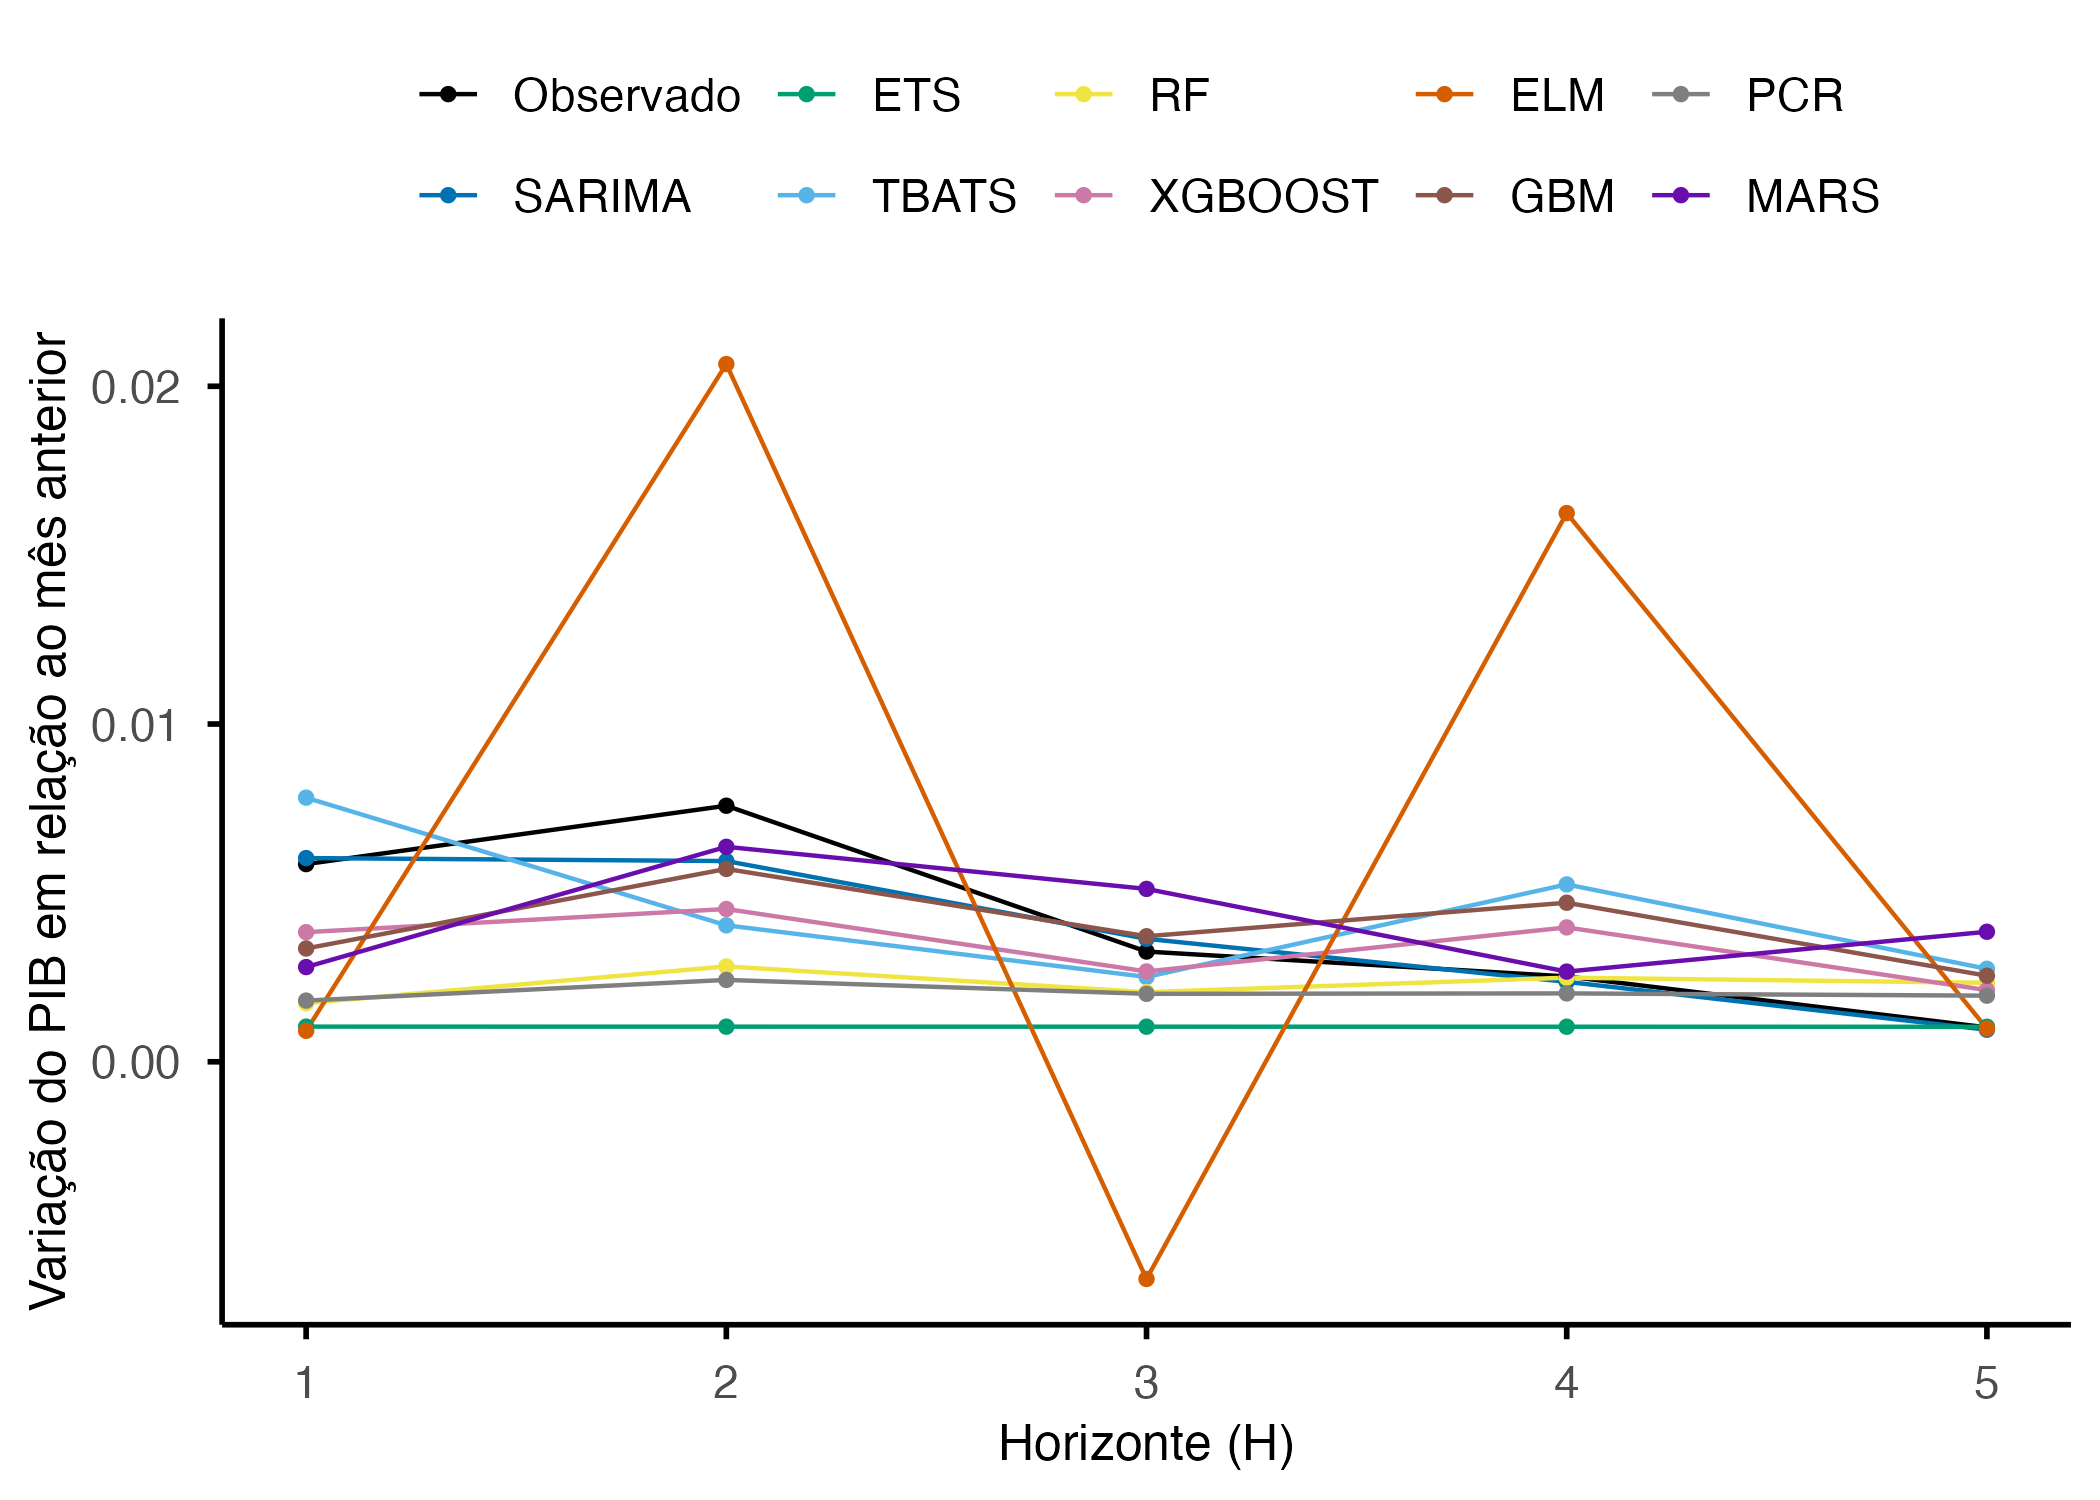 Observado ETS RF ELM PCR
SARIMA TBATS XGBOOST GBM MARS
Variação do PIB em relação ao mês anterior
0.02
0.01
0.00
1 2 3 4 5
Horizonte (H)